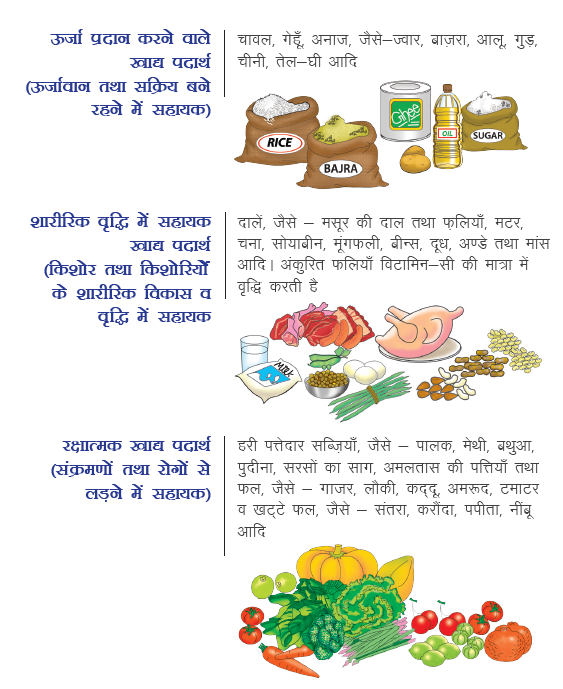 ऊर्जा प्रदान करने वाले
खाद्य पदार्थ
(ऊर्जावान तथा सक्रिय बने
रहने में सहायक)
चावल, गेहूँ, अनाज, जैसे–ज्वार, बाज़रा, आलू, गुड़,
चीनी, तेल–घी आदि
RICE
BAJRA
Ghee
OIL
SUGAR
शारीरिक वृद्धि में सहायक
खाद्य पदार्थ
(किशोर तथा किशोरियों
के शारीरिक विकास व
वृद्धि में सहायक
दालें, जैसे – मसूर की दाल तथा फ़लियाँ, मटर,
चना, सोयाबीन, मूंगफली, बीन्स, दूध, अण्डे तथा मांस
आदि। अंकुरित फलियाँ विटामिन–सी की मात्रा में
वृद्धि करती है
MILK
रक्षात्मक खाद्य पदार्थ
(संक्रमणों तथा रोगों से
लड़ने में सहायक)
हरी पत्तेदार सब्ज़ियाँ, जैसे – पालक, मेथी, बथुआ,
पुदीना, सरसों का साग, अमलतास की पत्तियाँ तथा
फल, जैसे – गाजर, लौकी, कद्दू, अमरूद, टमाटर
व खट्टे फल, जैसे – संतरा, करौंदा, पपीता, नींबू
आदि